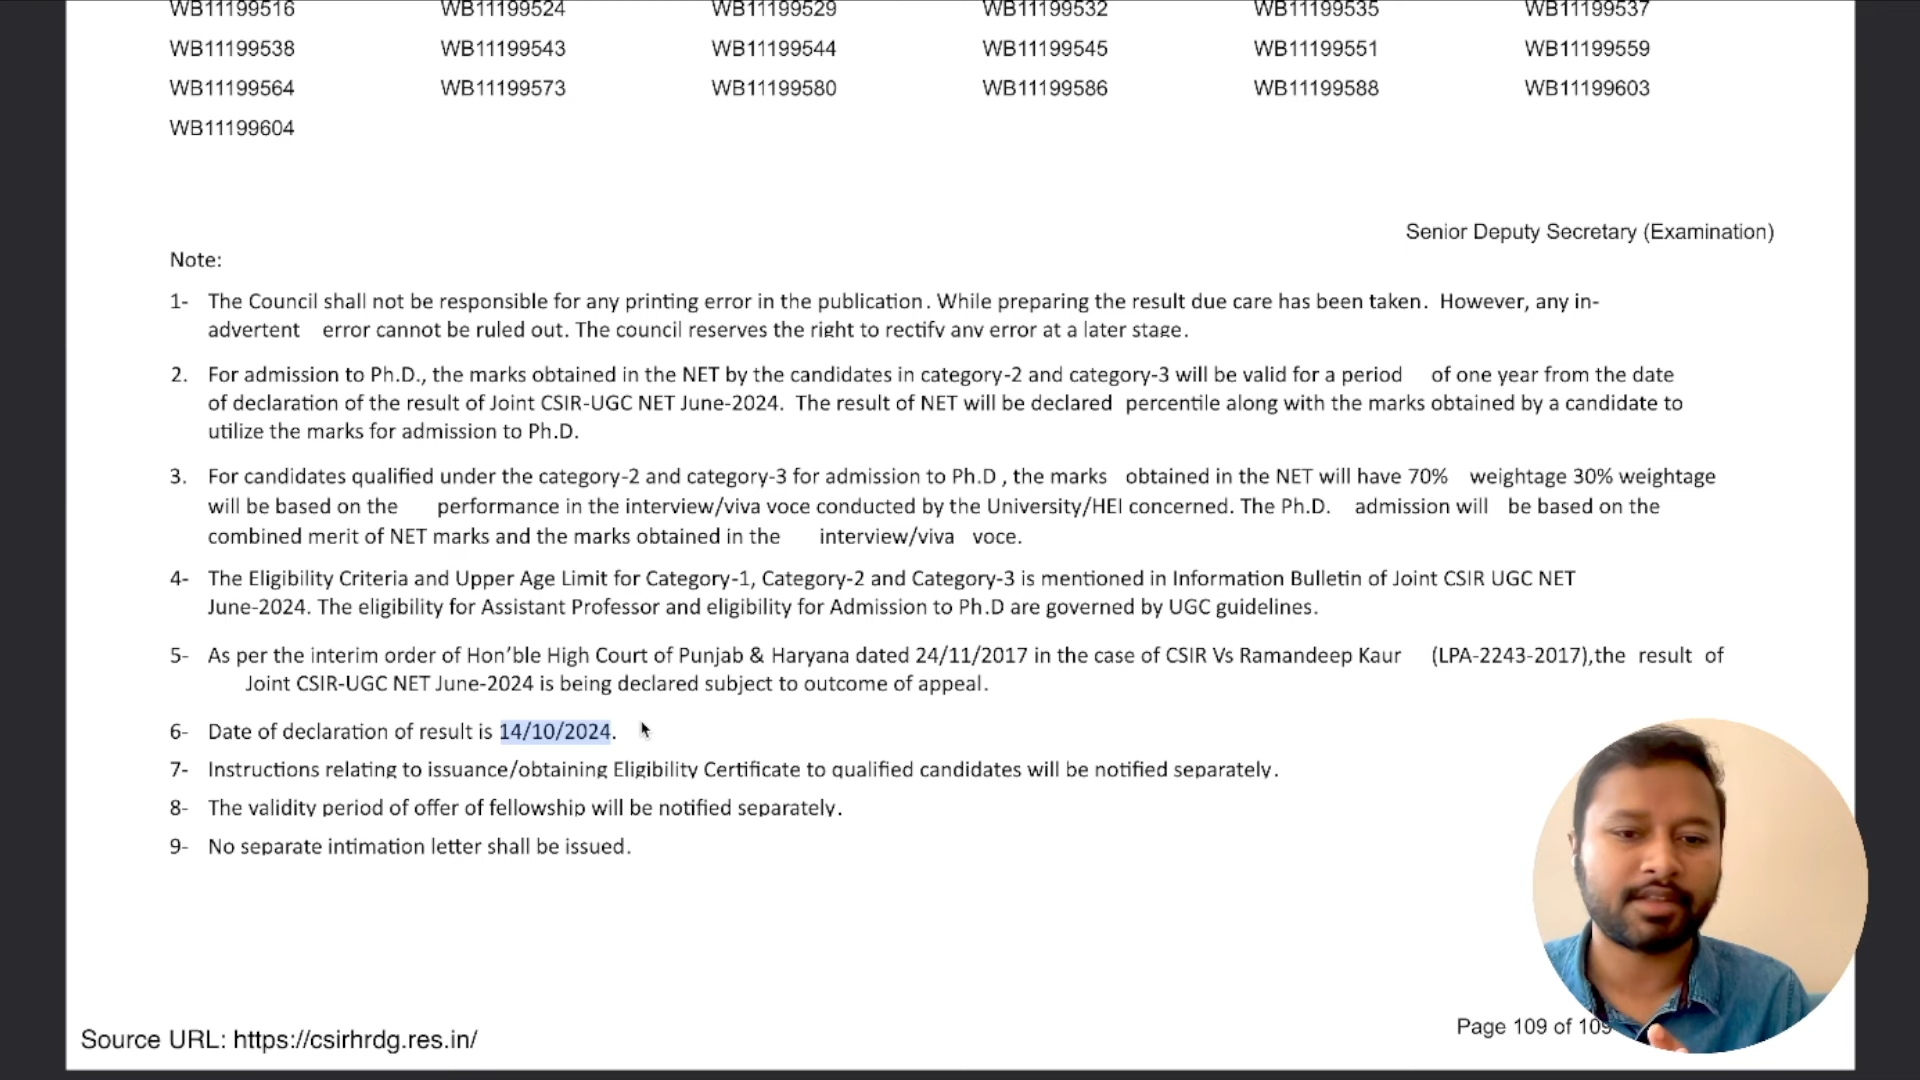 WB11199516 WB11199524 WB11199529 WB11199532 WB11199535 WB11199537
WB11199538 WB11199543 WB11199544 WB11199545 WB11199551 WB11199559
WB11199564 WB11199573 WB11199580 WB11199586 WB11199588 WB11199603
WB11199604
Senior Deputy Secretary (Examination)
Note:
1- The Council shall not be responsible for any printing error in the publication. While preparing the result due care has been taken. However, any in-
advertent error cannot be ruled out. The council reserves the right to rectify any error at a later stage.
2. For admission to Ph.D., the marks obtained in the NET by the candidates in category-2 and category-3 will be valid for a period of one year from the date
of declaration of the result of Joint CSIR-UGC NET June-2024. The result of NET will be declared percentile along with the marks obtained by a candidate to
utilize the marks for admission to Ph.D.
3. For candidates qualified under the category-2 and category-3 for admission to Ph.D , the marks obtained in the NET will have 70% weightage 30% weightage
will be based on the performance in the interview/viva voce conducted by the University/HEI concerned. The Ph.D. admission will be based on the
combined merit of NET marks and the marks obtained in the interview/viva voce.
4- The Eligibility Criteria and Upper Age Limit for Category-1, Category-2 and Category-3 is mentioned in Information Bulletin of Joint CSIR UGC NET
June-2024. The eligibility for Assistant Professor and eligibility for Admission to Ph.D are governed by UGC guidelines.
5- As per the interim order of Hon’ble High Court of Punjab & Haryana dated 24/11/2017 in the case of CSIR Vs Ramandeep Kaur (LPA-2243-2017),the result of
Joint CSIR-UGC NET June-2024 is being declared subject to outcome of appeal.
6- Date of declaration of result is 14/10/2024.
7- Instructions relating to issuance/obtaining Eligibility Certificate to qualified candidates will be notified separately.
8- The validity period of offer of fellowship will be notified separately.
9- No separate intimation letter shall be issued.
Page 109 of 109
Source URL: https://csirhrdg.res.in/